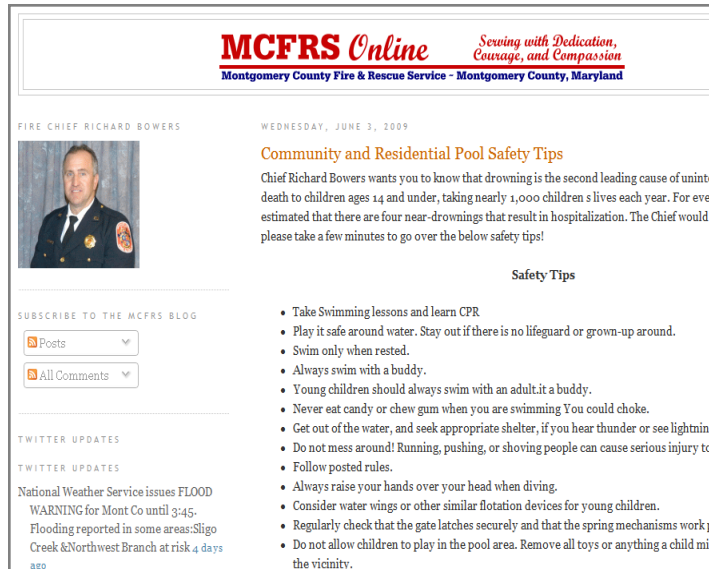 MCFRS Online
Serving with Dedication,
Courage, and Compassion
Montgomery County Fire & Rescue Service - Montgomery County, Maryland
FIRE CHIEF RICHARD BOWERS
SUBSCRIBE TO THE MCFRS BLOG
Posts
All Comments
TWITTER UPDATES
TWITTER UPDATES
National Weather Service issues FLOOD
WARNING for Mont Co until 3:45.
Flooding reported in some areas:Sligo
Creek &Northwest Branch at risk 4 days
ago
WEDNESDAY, JUNE 3, 2009
Community and Residential Pool Safety Tips
Chief Richard Bowers wants you to know that drowning is the second leading cause of uninte
death to children ages 14 and under, taking nearly 1,000 children s lives each year. For eve
estimated that there are four near-drownings that result in hospitalization. The Chief would
please take a few minutes to go over the below safety tips!
Safety Tips
Take Swimming lessons and learn CPR
Play it safe around water. Stay out if there is no lifeguard or grown-up around.
Swim only when rested.
Always swim with a buddy.
Young children should always swim with an adult.it a buddy.
Never eat candy or chew gum when you are swimming You could choke.
Get out of the water, and seek appropriate shelter, if you hear thunder or see lightnin
Do not mess around! Running, pushing, or shoving people can cause serious injury to
Follow posted rules.
Always raise your hands over your head when diving.
Consider water wings or other similar flotation devices for young children.
Regularly check that the gate latches securely and that the spring mechanisms work p
Do not allow children to play in the pool area. Remove all toys or anything a child mi
the vicinity.